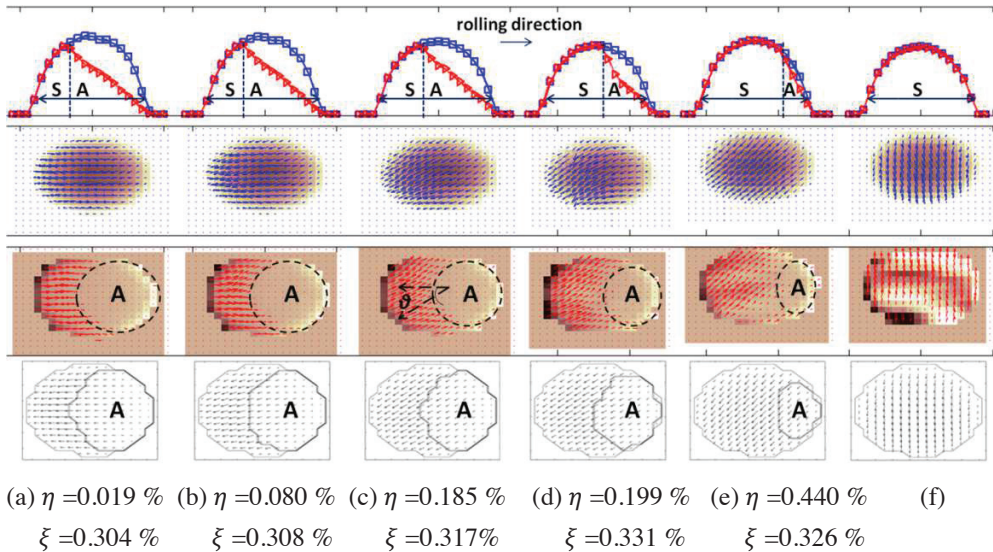 rolling direction
S A S A S A S A S A S
A A A ϑ A A
A A A A A
(a) η =0.019 % (b) η =0.080 % (c) η =0.185 % (d) η =0.199 % (e) η =0.440 % (f)
ξ =0.304 % ξ =0.308 % ξ =0.317% ξ =0.331 % ξ =0.326 %